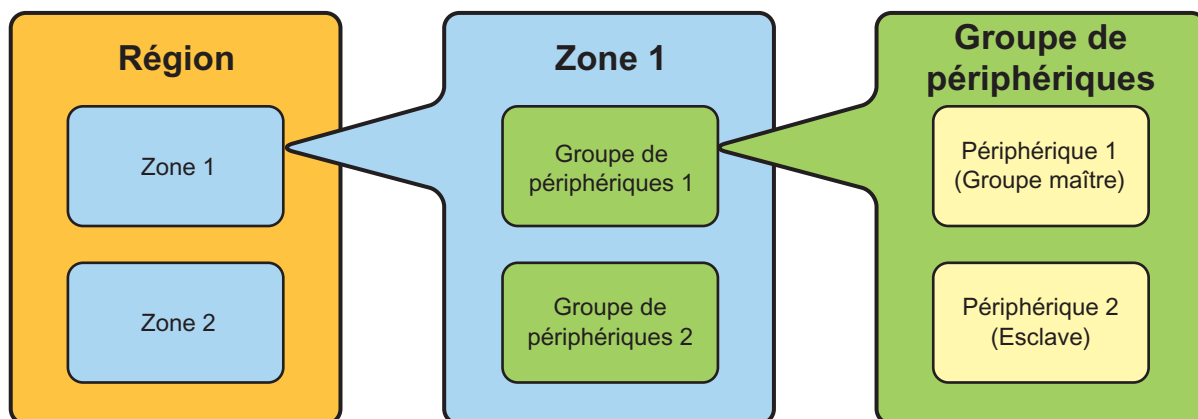 Région
Zone 1
Zone 2
Zone 1
Groupe de
périphériques 1
Groupe de
périphériques 2
Groupe de
périphériques
Périphérique 1
(Groupe maître)
Périphérique 2
(Esclave)